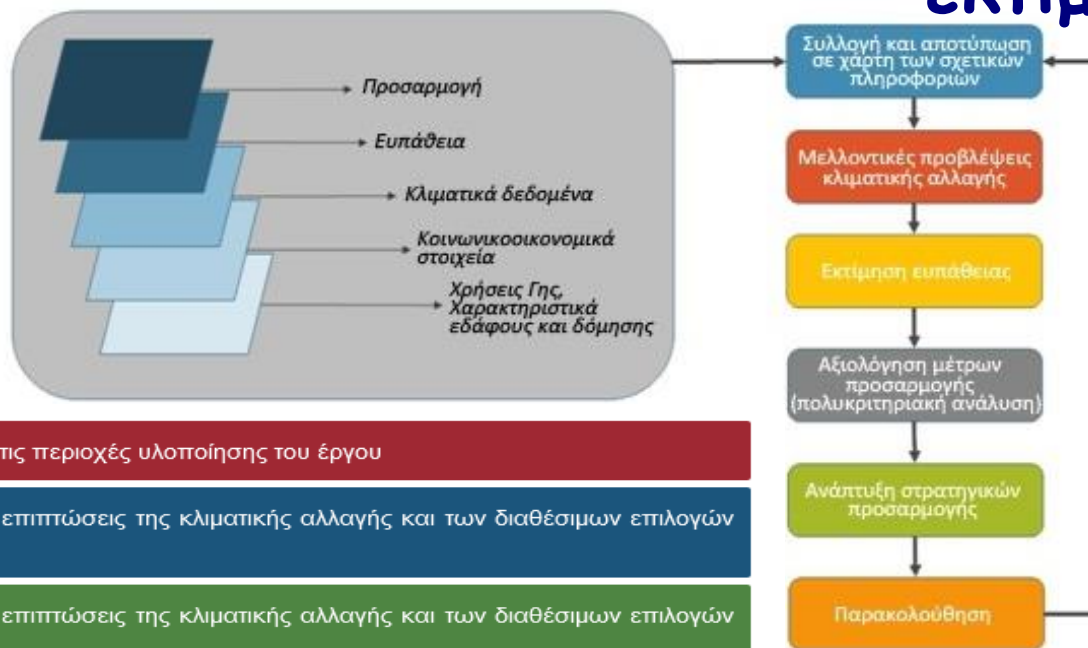 Προσαρμογή
Ευπάθεια
Κλιματικά δεδομένα
Κοινωνικοοικονομικά
στοιχεία
Χρήσεις Γης,
Χαρακτηριστικά
εδάφους και δόμησης
Συλλογή και αποτύπωση
σε χάρτη των σχετικών
πληροφοριών
Μελλοντικές προβλέψεις
κλιματικής αλλαγής
Εκτίμηση ευπάθειας
Αξιολόγηση μέτρων
προσαρμογής
(πολυκριτηριακή ανάλυση)
Ανάπτυξη στρατηγικών
προσαρμογής
Παρακολούθηση
τις περιοχές υλοποίησης του έργου
επιπτώσεις της κλιματικής αλλαγής και των διαθέσιμων επιλογών
επιπτώσεις της κλιματικής αλλαγής και των διαθέσιμων επιλογών